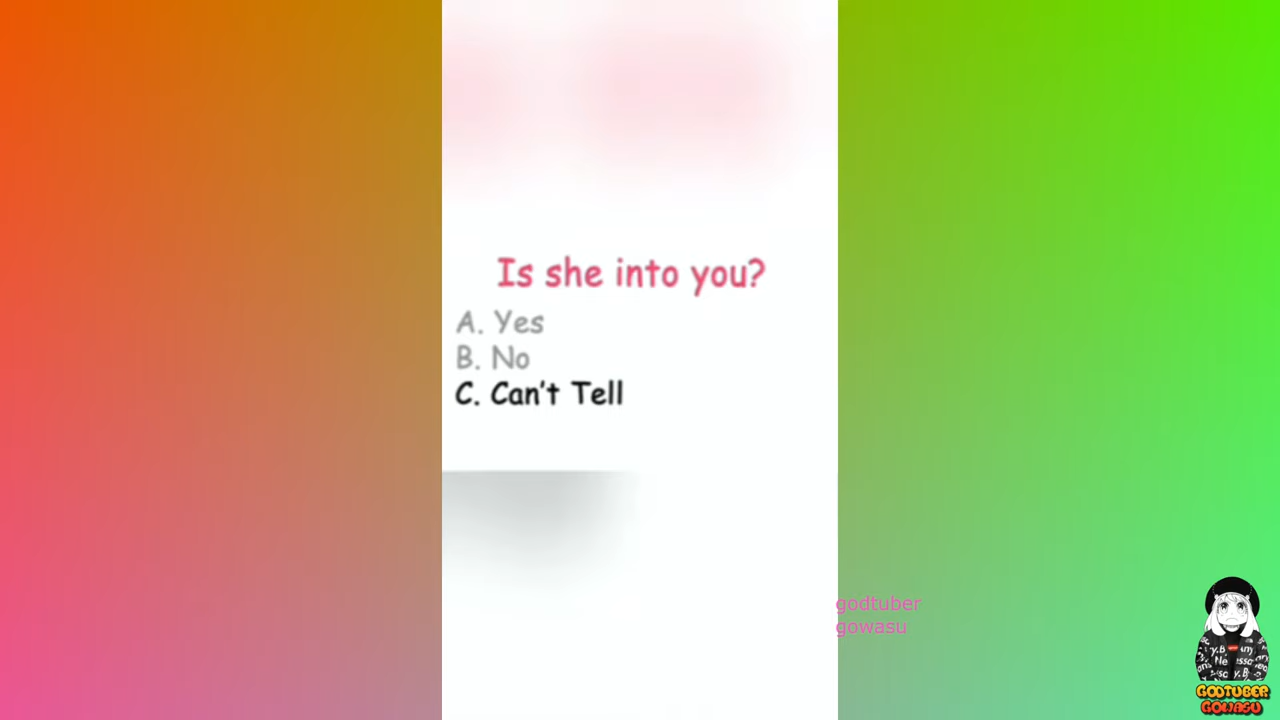 Is she into you?
A. Yes
B. No
C. Can't Tell
godtuber
gowasu
GODTUBER
GOWASU